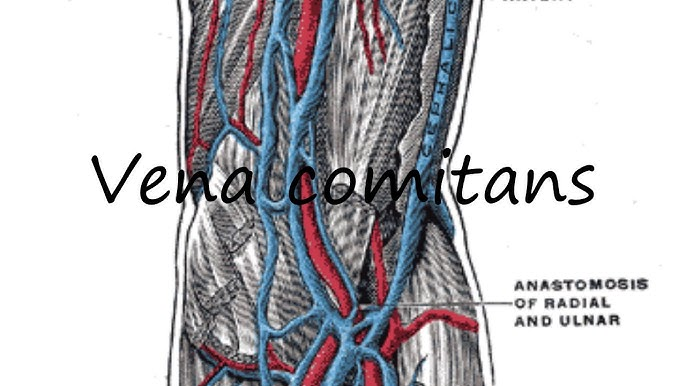 CEPHALIC
Vena comitans
ANASTOMOSIS
OF RADIAL
AND ULNAR